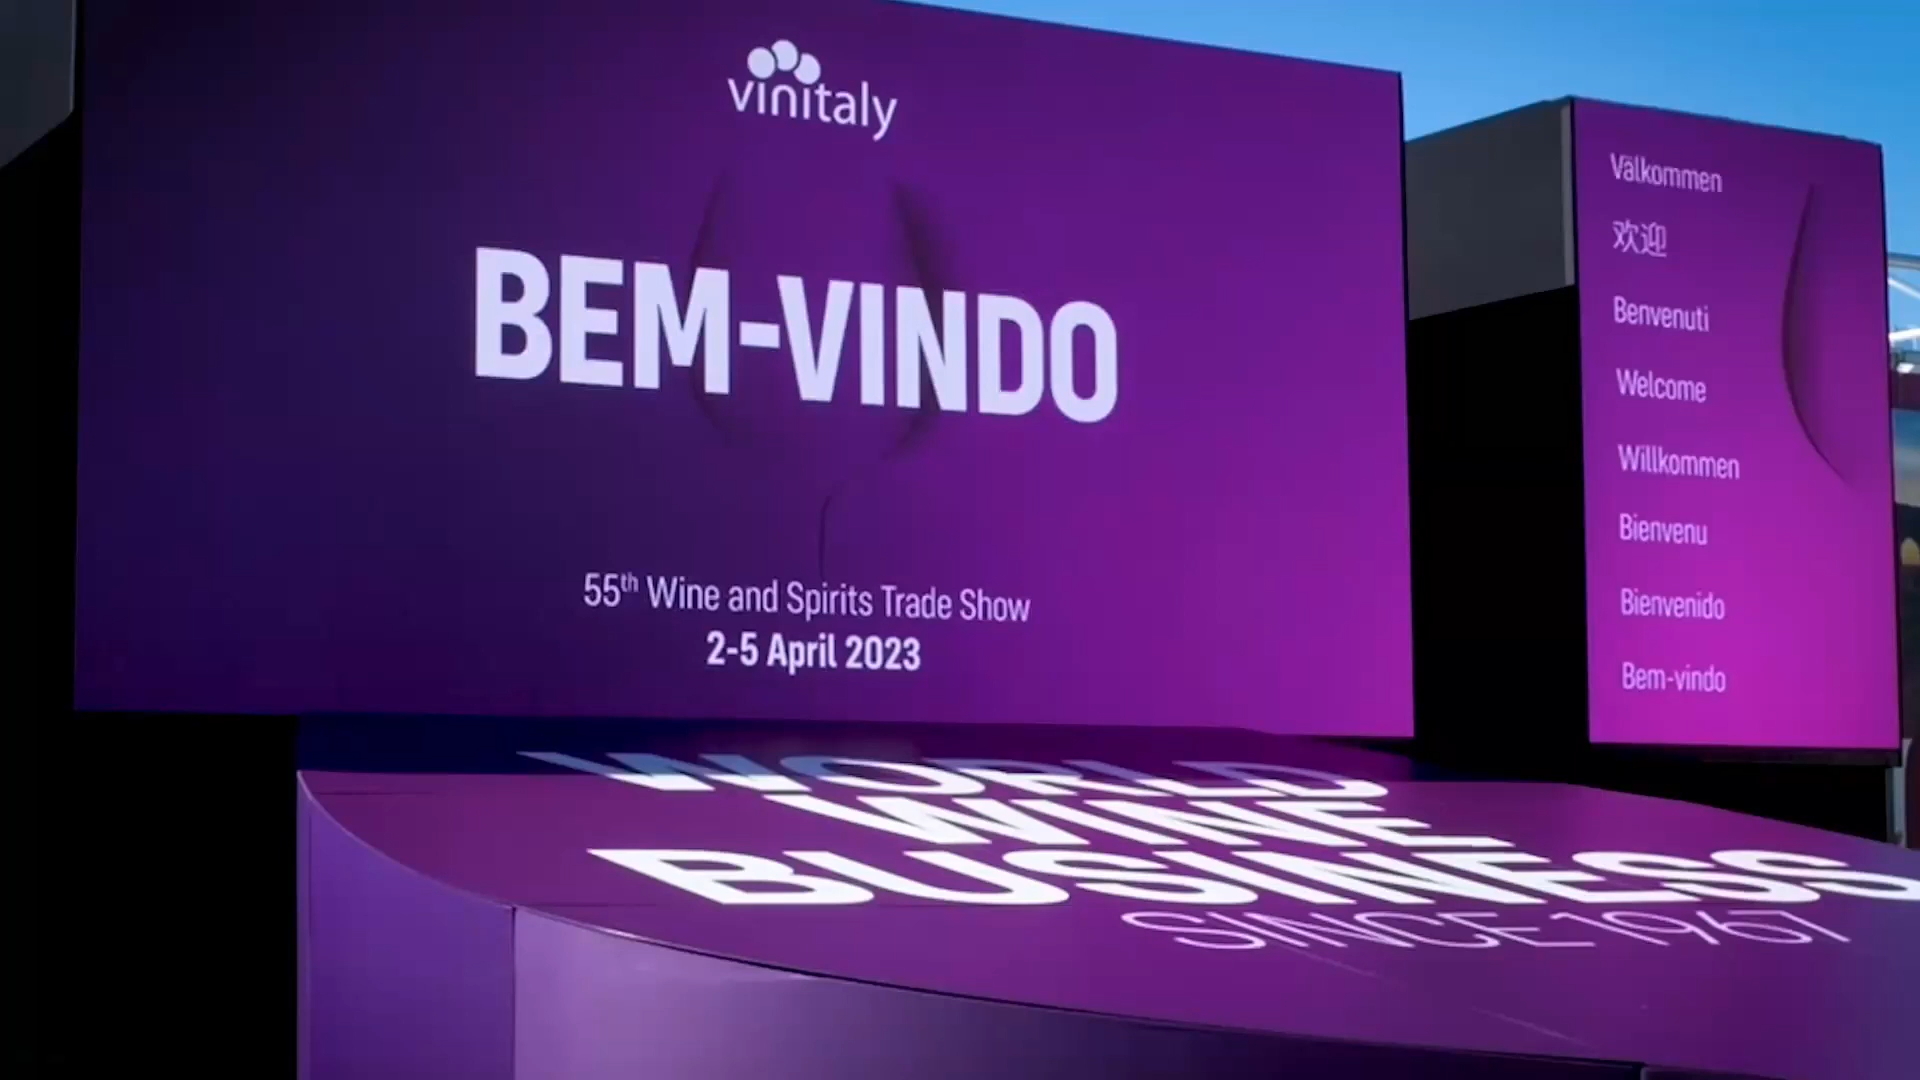 vinitaly
BEM-VINDO
55th Wine and Spirits Trade Show
2-5 April 2023
Välkommen
欢迎
Benvenuti
Welcome
Willkommen
Bienvenu
Bienvenido
Bem-vindo
WORLD
WINE
BUSINESS
SINCE 1967